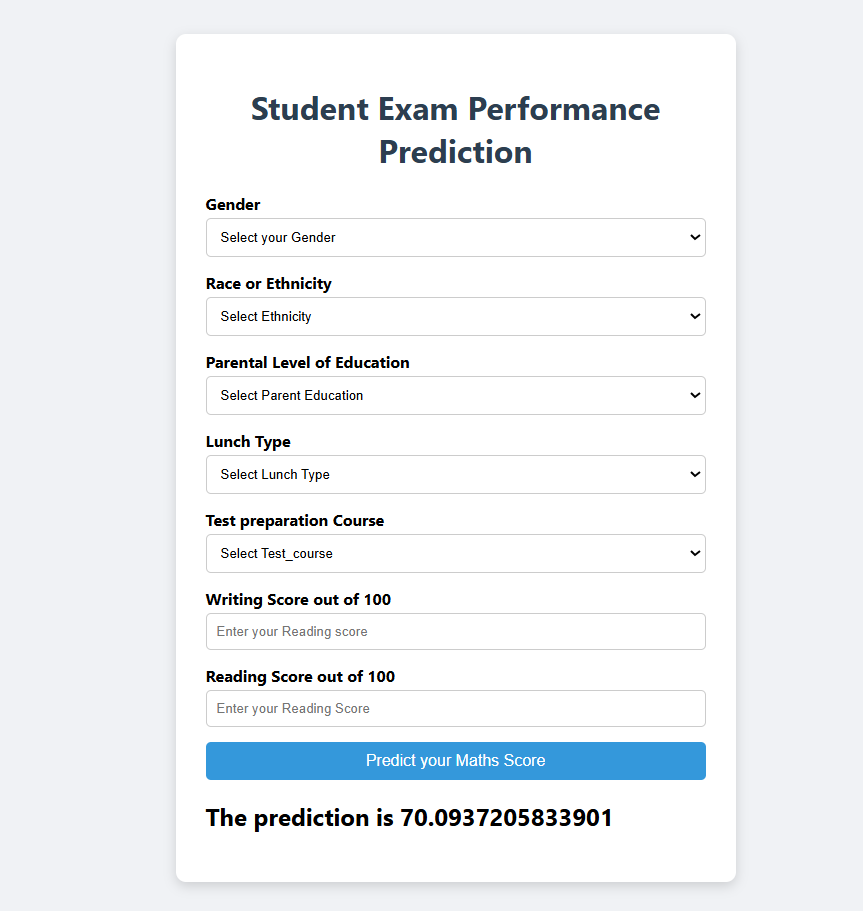 Student Exam Performance
Prediction
Gender
Select your Gender
Race or Ethnicity
Select Ethnicity
Parental Level of Education
Select Parent Education
Lunch Type
Select Lunch Type
Test preparation Course
Select Test_course
Writing Score out of 100
Enter your Reading score
Reading Score out of 100
Enter your Reading Score
Predict your Maths Score
The prediction is 70.0937205833901